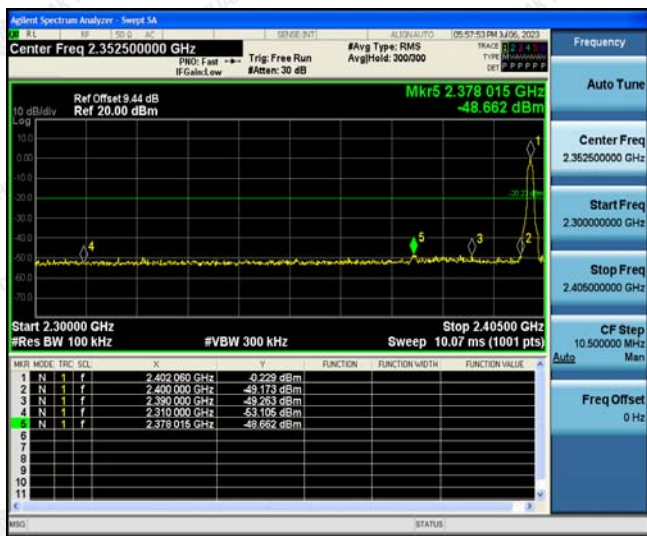 Agilent Spectrum Analyzer - Swept SA
RL RF 50 Ω AC SENSE:INT ALIGN AUTO 05:57:53 PM Jul 06, 2023
Center Freq 2.352500000 GHz
PNO: Fast
IFGain:Low
Trig: Free Run
#Atten: 30 dB
#Avg Type: RMS
Avg|Hold: 300/300
TRACE 1 2 3 4 5 6
TYPE
DET P P P P P P
Frequency
Ref Offset 9.44 dB
10 dB/div Ref 20.00 dBm
Mkr5 2.378 015 GHz
-48.662 dBm
Log
10.0
0.00
-10.0
-20.0
-30.0
-40.0
-50.0
-60.0
-70.0
1
2
3
4
5
Start 2.30000 GHz Stop 2.40500 GHz
#Res BW 100 kHz #VBW 300 kHz Sweep 10.07 ms (1001 pts)
MKR MODE TRC SCL X Y FUNCTION FUNCTION WIDTH FUNCTION VALUE
1 N 1 f 2.402 060 GHz -0.229 dBm
2 N 1 f 2.400 000 GHz -49.173 dBm
3 N 1 f 2.390 000 GHz -49.263 dBm
4 N 1 f 2.310 000 GHz -53.105 dBm
5 N 1 f 2.378 015 GHz -48.662 dBm
6
7
8
9
10
11
MSG STATUS
Auto Tune
Center Freq
2.352500000 GHz
Start Freq
2.300000000 GHz
Stop Freq
2.405000000 GHz
CF Step
10.500000 MHz
Auto Man
Freq Offset
0 Hz